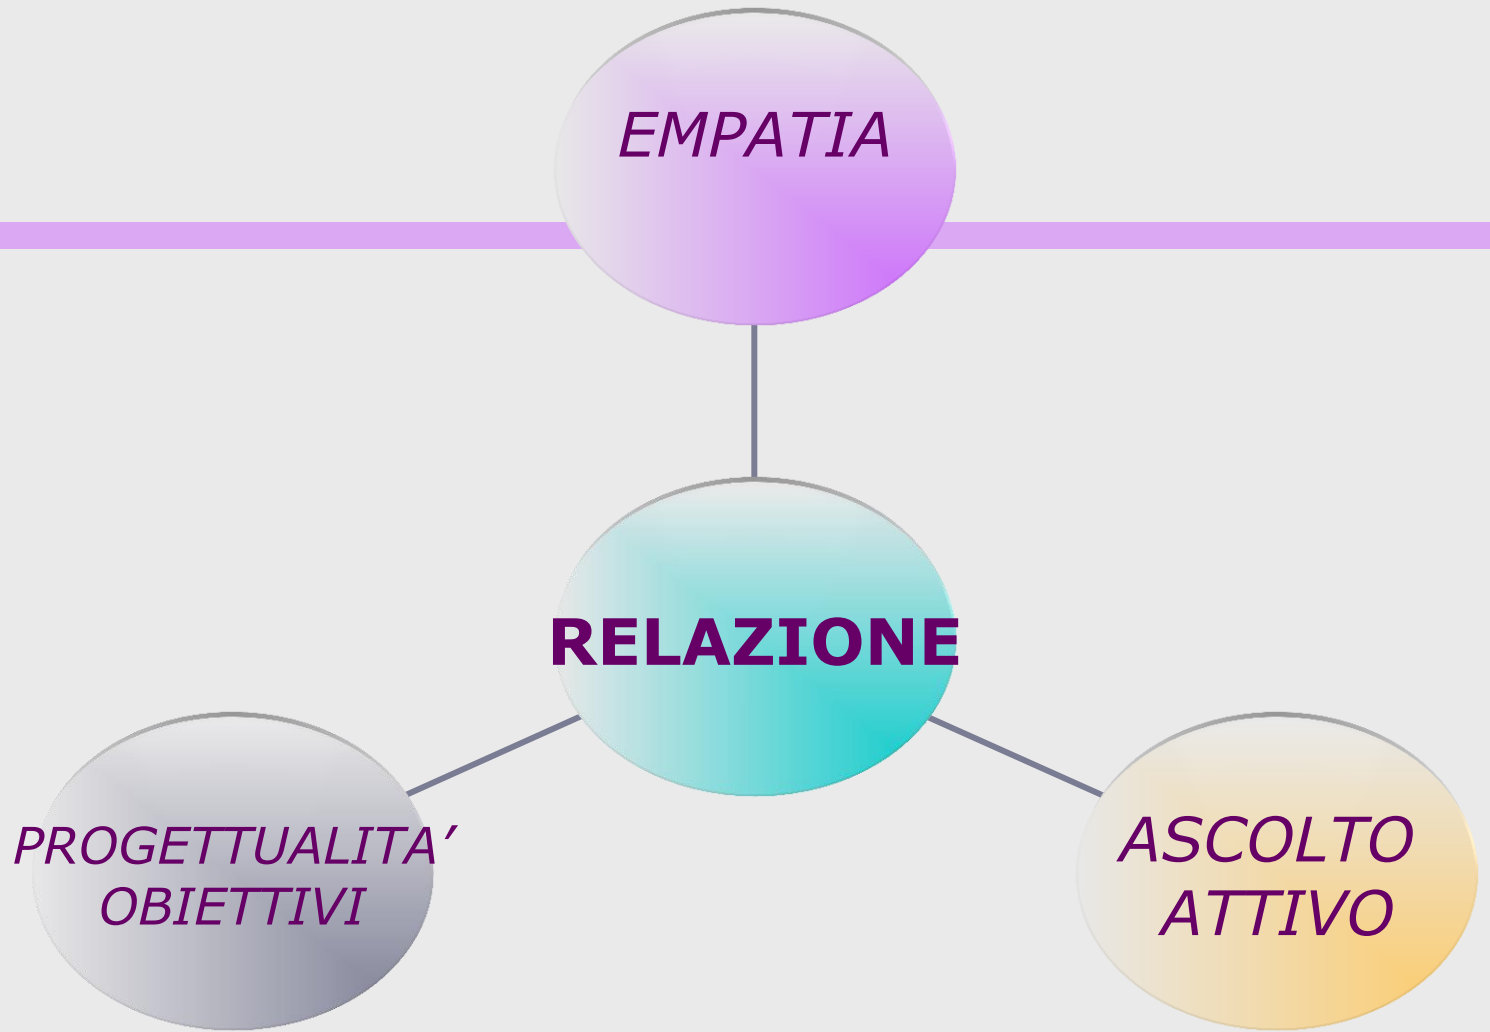 EMPATIA
RELAZIONE
PROGETTUALITA’
OBIETTIVI
ASCOLTO
ATTIVO